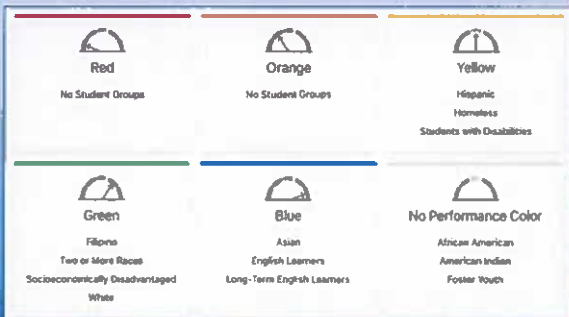 Red
No Student Groups
Orange
No Student Groups
Yellow
Hispanic
Homeless
Students with Disabilities
Green
Filipino
Two or More Races
Socioeconomically Disadvantaged
White
Blue
Asian
English Learners
Long-Term English Learners
No Performance Color
African American
American Indian
Foster Youth